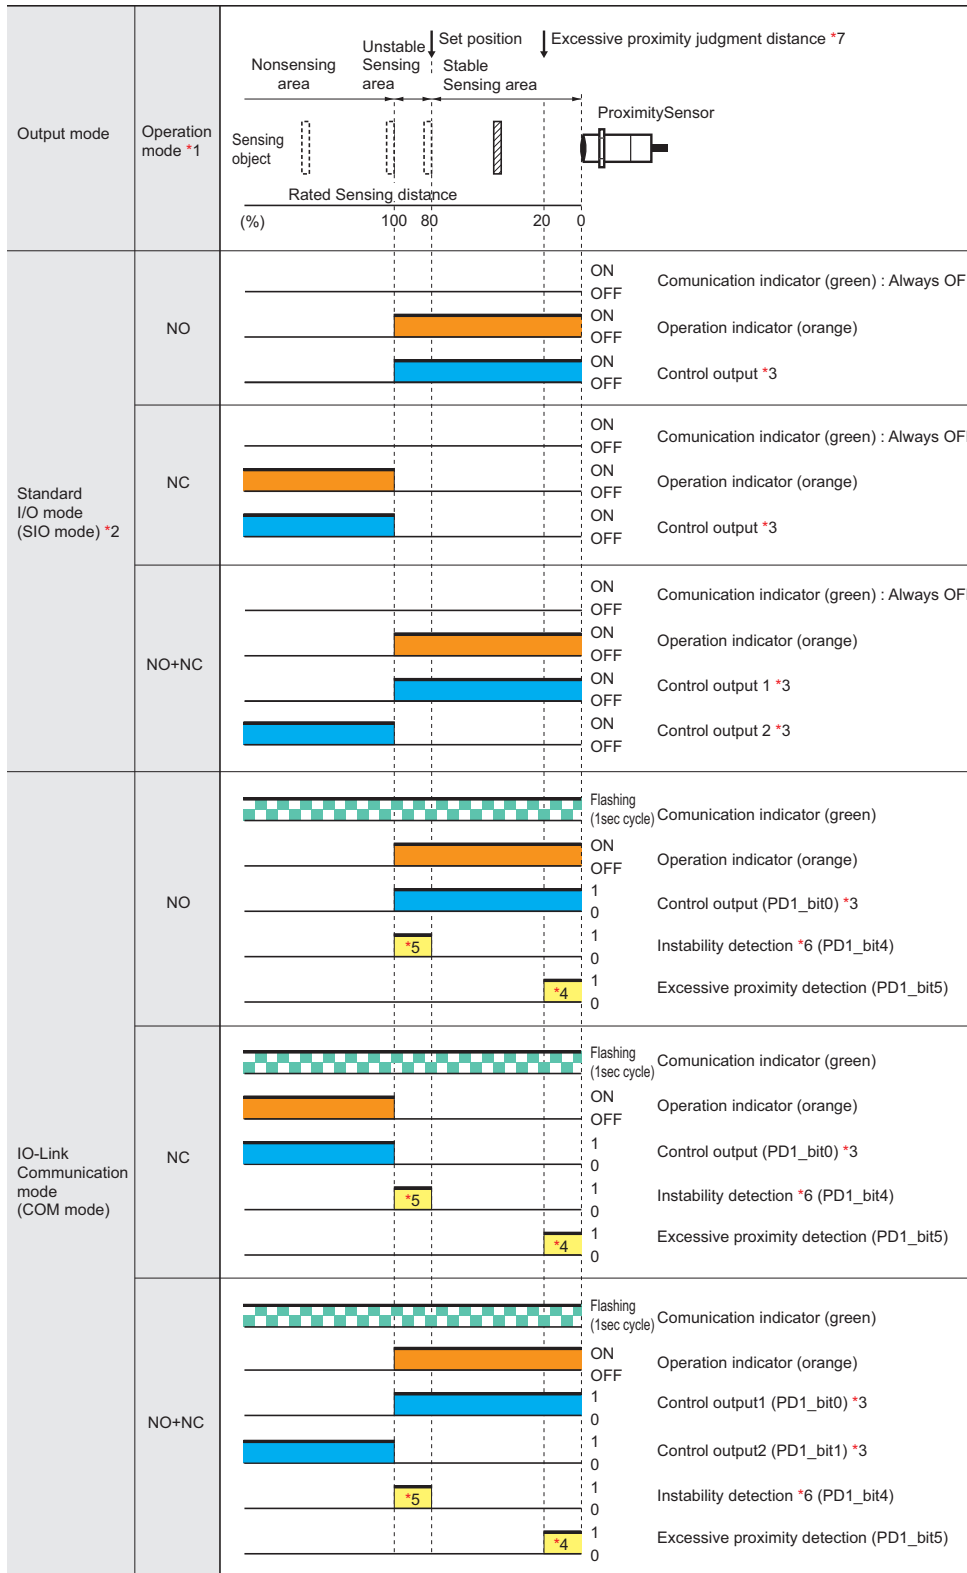 Output mode
Operation
mode *1
Set position
Excessive proximity judgment distance *7
Unstable
Sensing
area
Nonsensing
area
Stable
Sensing area
ProximitySensor
Sensing
object
Rated Sensing distance
(%)
100
80
20
0
Standard
I/O mode
(SIO mode) *2
NO
ON
OFF
Comunication indicator (green) : Always OF
ON
OFF
Operation indicator (orange)
ON
OFF
Control output *3
NC
ON
OFF
Comunication indicator (green) : Always OF
ON
OFF
Operation indicator (orange)
ON
OFF
Control output *3
NO+NC
ON
OFF
Comunication indicator (green) : Always OF
ON
OFF
Operation indicator (orange)
ON
OFF
Control output 1 *3
ON
OFF
Control output 2 *3
IO-Link
Communication
mode
(COM mode)
NO
Flashing
(1sec cycle)
Comunication indicator (green)
ON
OFF
Operation indicator (orange)
1
0
Control output (PD1_bit0) *3
*5
1
0
Instability detection *6 (PD1_bit4)
*4
1
0
Excessive proximity detection (PD1_bit5)
NC
Flashing
(1sec cycle)
Comunication indicator (green)
ON
OFF
Operation indicator (orange)
1
0
Control output (PD1_bit0) *3
*5
1
0
Instability detection *6 (PD1_bit4)
*4
1
0
Excessive proximity detection (PD1_bit5)
NO+NC
Flashing
(1sec cycle)
Comunication indicator (green)
ON
OFF
Operation indicator (orange)
1
0
Control output1 (PD1_bit0) *3
1
0
Control output2 (PD1_bit1) *3
*5
1
0
Instability detection *6 (PD1_bit4)
*4
1
0
Excessive proximity detection (PD1_bit5)